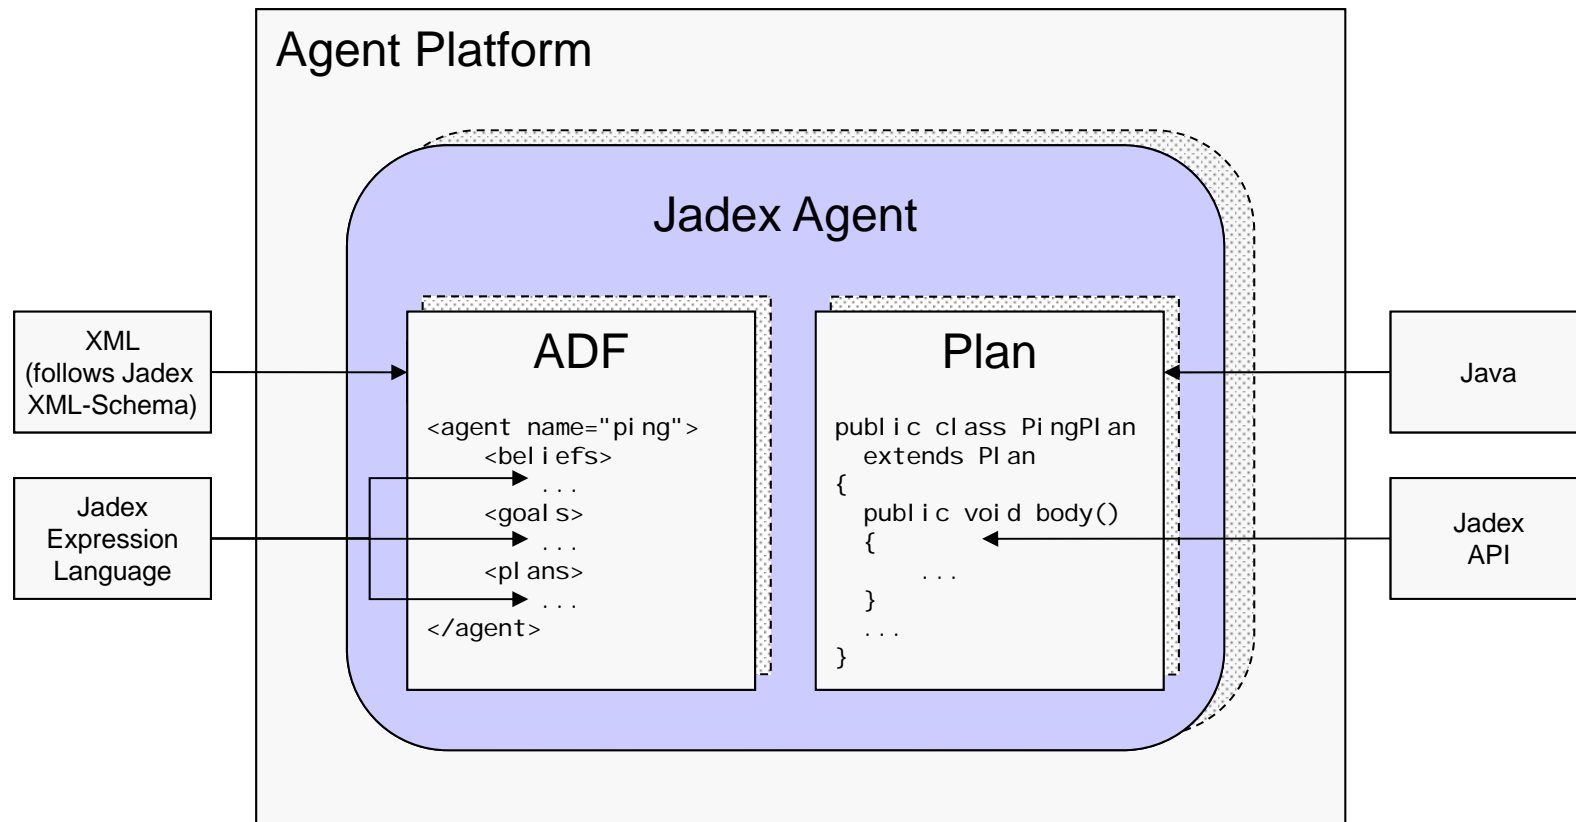 Agent Platform
Jadex Agent
XML
(follows Jadex
XML-Schema)
Jadex
Expression
Language
ADF
<agent name="ping">
<beliefs>
...
<goals>
...
<plans>
...
</agent>
Plan
public class PingPlan
extends Plan
{
public void body()
{
...
}
...
}
Java
Jadex
API